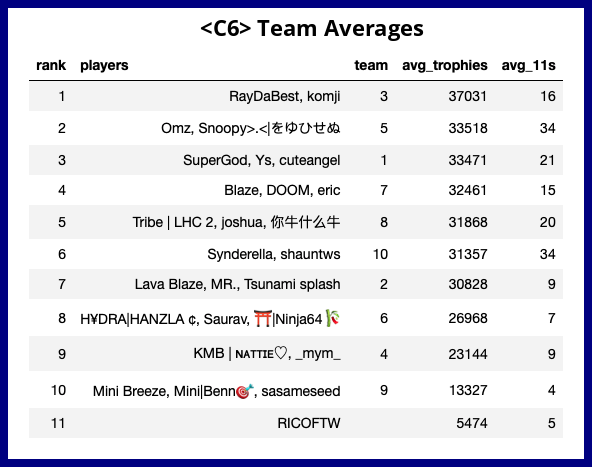 <C6> Team Averages
rank players team avg_trophies avg_11s
1 RayDaBest, komji 3 37031 16
2 Omz, Snoopy>.<|をゆひせぬ 5 33518 34
3 SuperGod, Ys, cuteangel 1 33471 21
4 Blaze, DOOM, eric 7 32461 15
5 Tribe | LHC 2, joshua, 你牛什么牛 8 31868 20
6 Synderella, shauntws 10 31357 34
7 Lava Blaze, MR., Tsunami splash 2 30828 9
8 H¥DRA|HANZLA ¢, Saurav, ⛩️|Ninja64🎋 6 26968 7
9 KMB | ɴᴀᴛᴛɪᴇ♡, _mym_ 4 23144 9
10 Mini Breeze, Mini|Benn🎯, sasameseed 9 13327 4
11 RICOFTW 5474 5